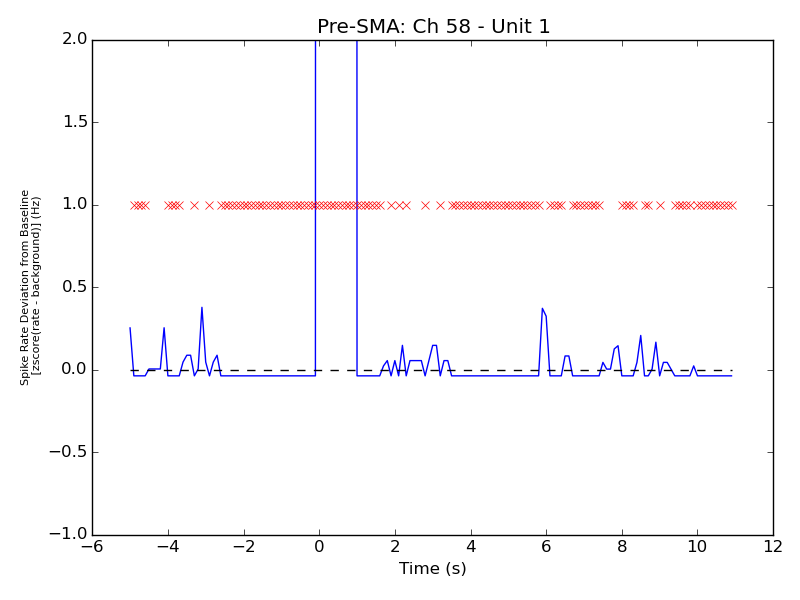 Pre-SMA: Ch 58 - Unit 1
2.0
1.5
1.0
0.5
0.0
−0.5
−1.0
Spike Rate Deviation from Baseline
[zscore(rate - background)] (Hz)
−6 −4 −2 0 2 4 6 8 10 12
Time (s)